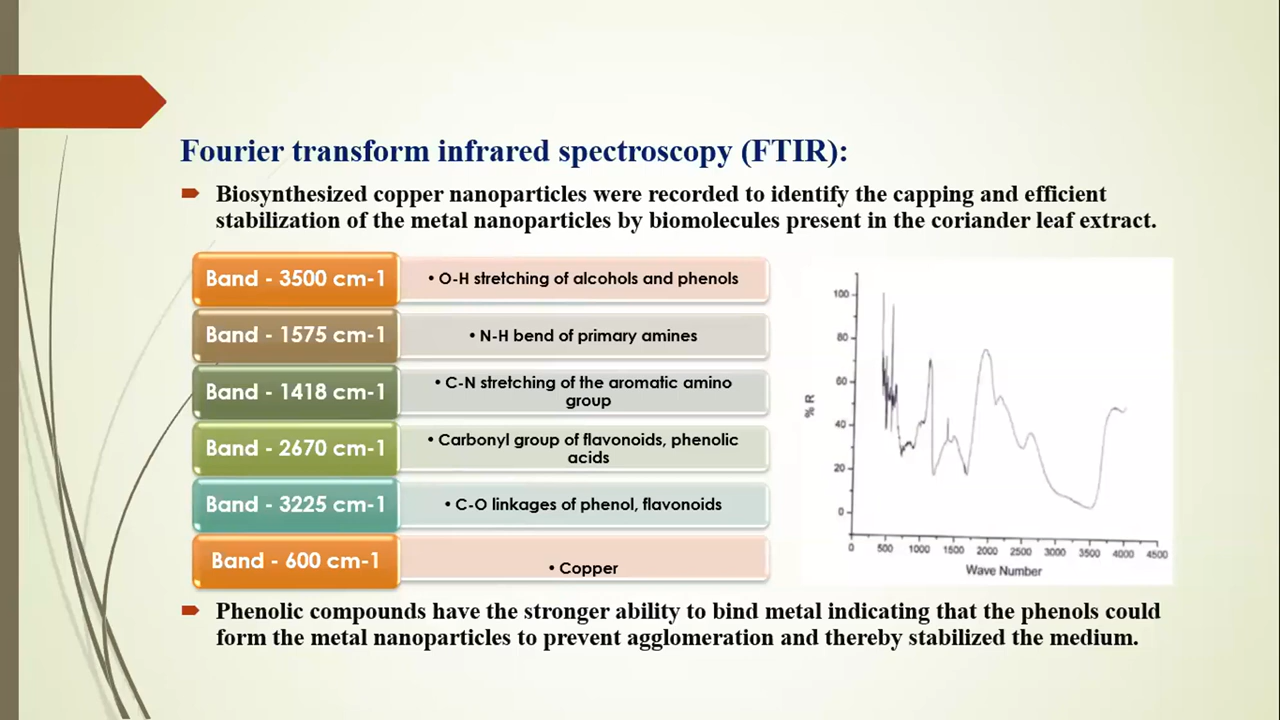 Fourier transform infrared spectroscopy (FTIR):
Biosynthesized copper nanoparticles were recorded to identify the capping and efficient
stabilization of the metal nanoparticles by biomolecules present in the coriander leaf extract.
Band - 3500 cm-1
• O-H stretching of alcohols and phenols
Band - 1575 cm-1
• N-H bend of primary amines
Band - 1418 cm-1
• C-N stretching of the aromatic amino
group
Band - 2670 cm-1
• Carbonyl group of flavonoids, phenolic
acids
Band - 3225 cm-1
• C-O linkages of phenol, flavonoids
Band - 600 cm-1
• Copper
100
80
60
40
20
0
% R
0 500 1000 1500 2000 2500 3000 3500 4000 4500
Wave Number
Phenolic compounds have the stronger ability to bind metal indicating that the phenols could
form the metal nanoparticles to prevent agglomeration and thereby stabilized the medium.